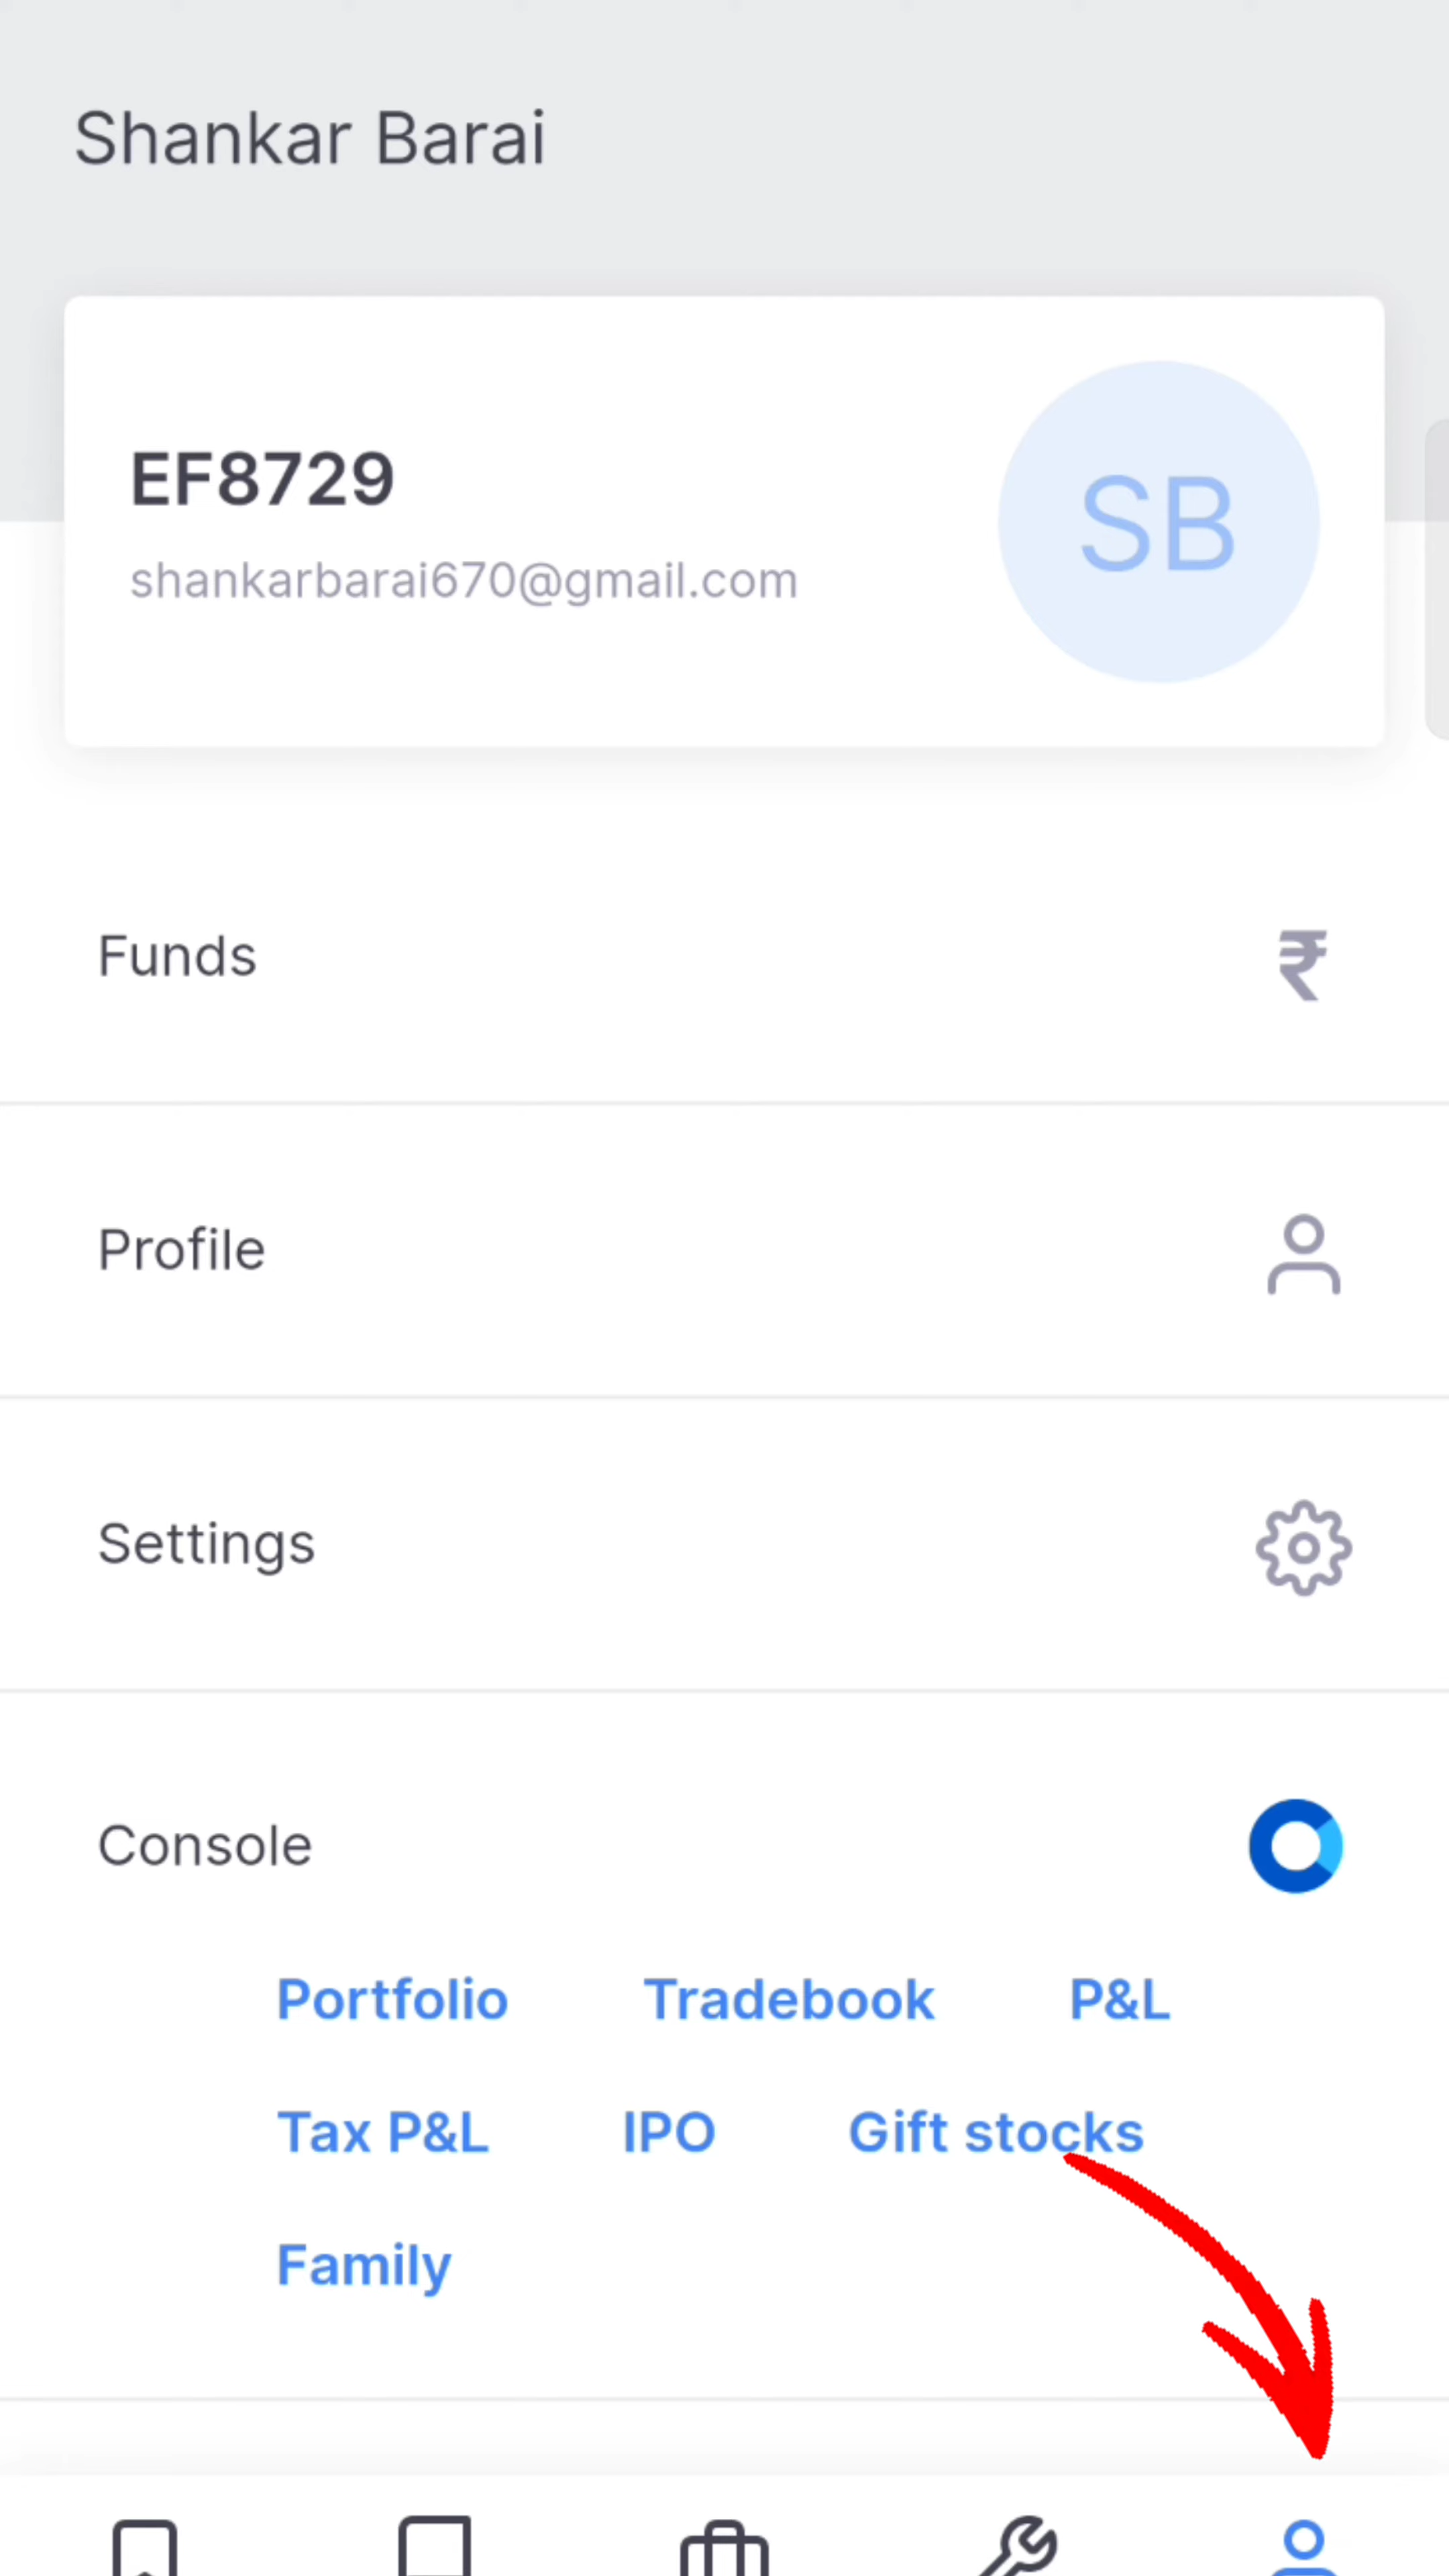 Shankar Barai
EF8729
shankarbarai670@gmail.com
SB
Funds
₹
Profile
Settings
Console
Portfolio Tradebook P&L
Tax P&L IPO Gift stocks
Family